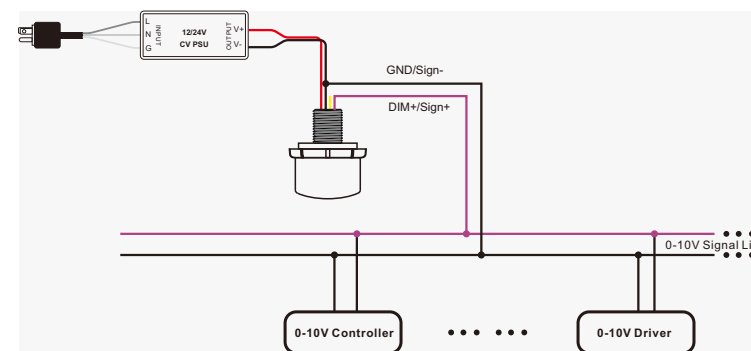 L
N
G
INPUT
12/24V
CV PSU
OUTPUT
V+
V-
GND/Sign-
DIM+/Sign+
0-10V Signal Li
0-10V Controller
0-10V Driver